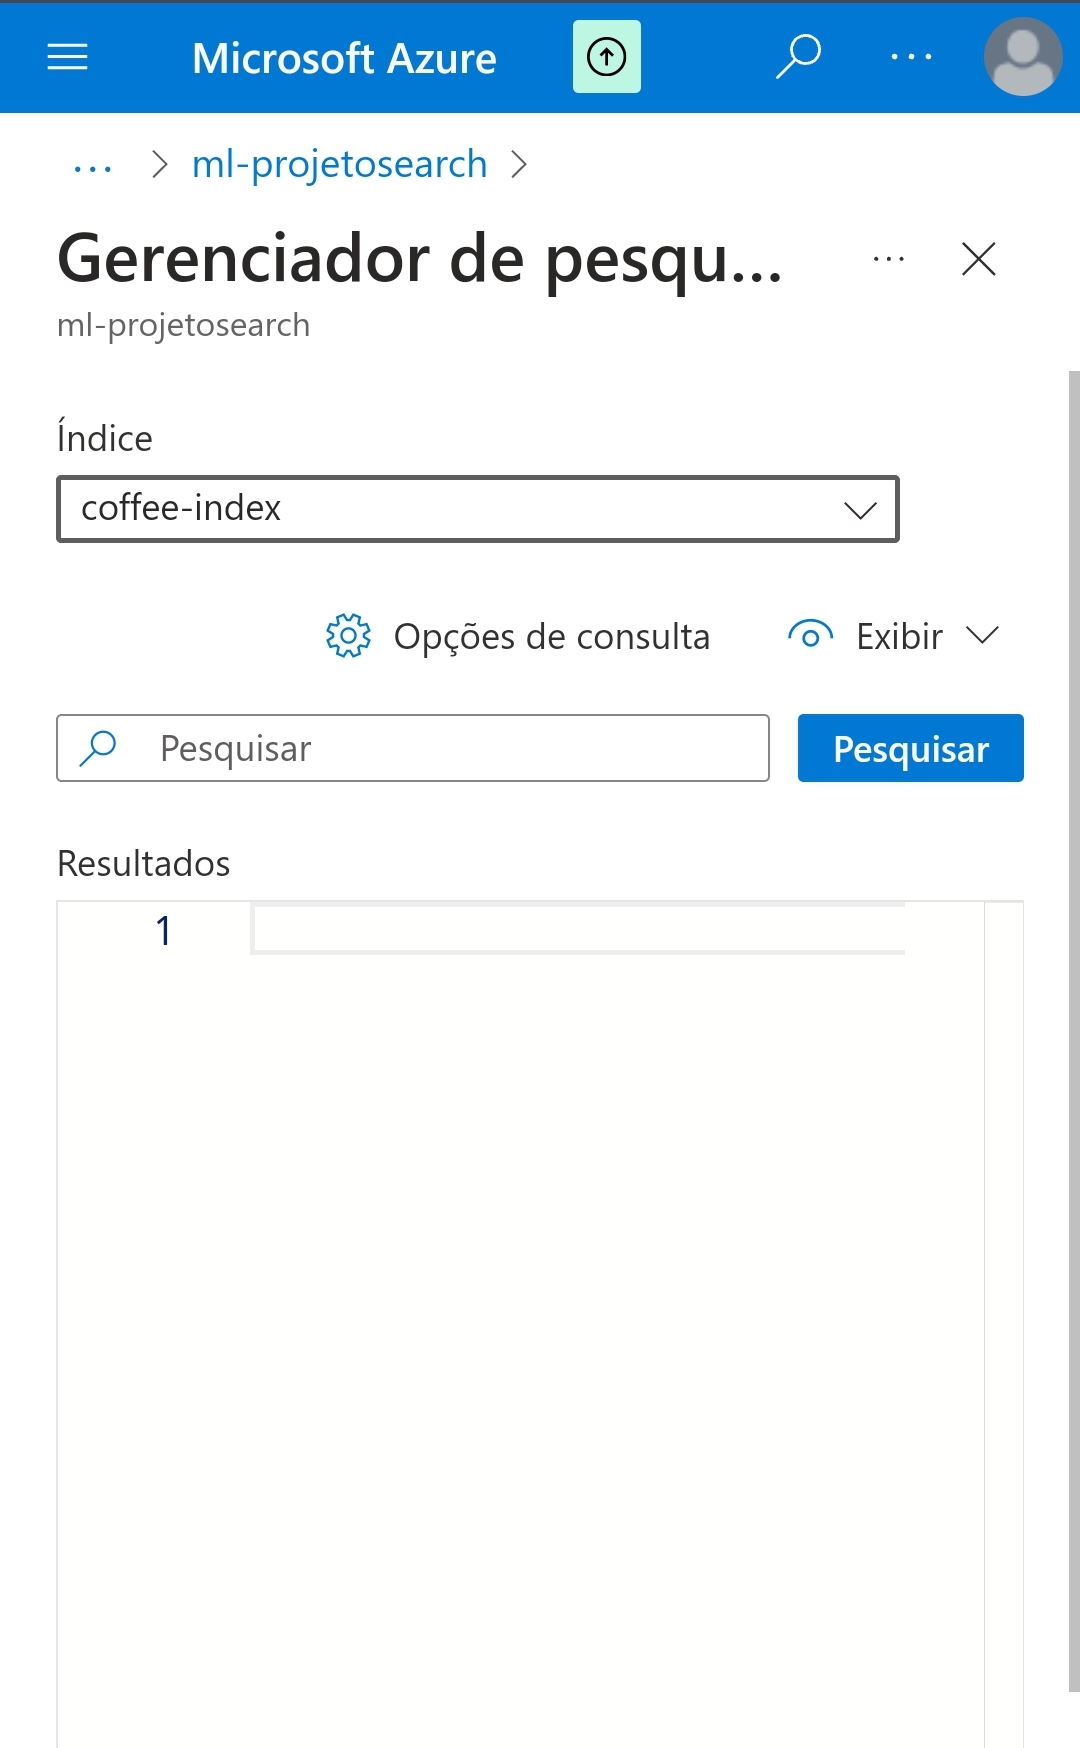 Microsoft Azure
... > ml-projetosearch >
Gerenciador de pesqu... ...
ml-projetosearch
Índice
coffee-index
Opções de consulta Exibir
Pesquisar Pesquisar
Resultados
1